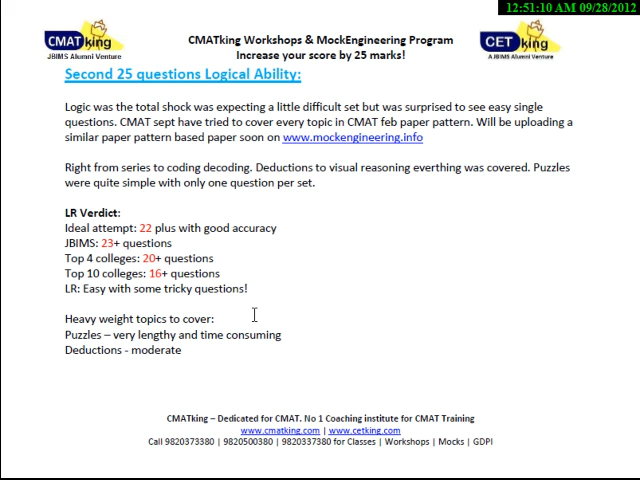 12:51:10 AM 09/28/2012
CMATking
JBIMS Alumni Venture
CMATking Workshops & MockEngineering Program
Increase your score by 25 marks!
CETking
A JBIMS Alumni Venture
Second 25 questions Logical Ability:
Logic was the total shock was expecting a little difficult set but was surprised to see easy single
questions. CMAT sept have tried to cover every topic in CMAT feb paper pattern. Will be uploading a
similar paper pattern based paper soon on www.mockengineering.info
Right from series to coding decoding. Deductions to visual reasoning everthing was covered. Puzzles
were quite simple with only one question per set.
LR Verdict:
Ideal attempt: 22 plus with good accuracy
JBIMS: 23+ questions
Top 4 colleges: 20+ questions
Top 10 colleges: 16+ questions
LR: Easy with some tricky questions!
Heavy weight topics to cover:
Puzzles – very lengthy and time consuming
Deductions - moderate
CMATking – Dedicated for CMAT. No 1 Coaching institute for CMAT Training
www.cmatking.com | www.cetking.com
Call 9820373380 | 9820500380 | 9820337380 for Classes | Workshops | Mocks | GDPI